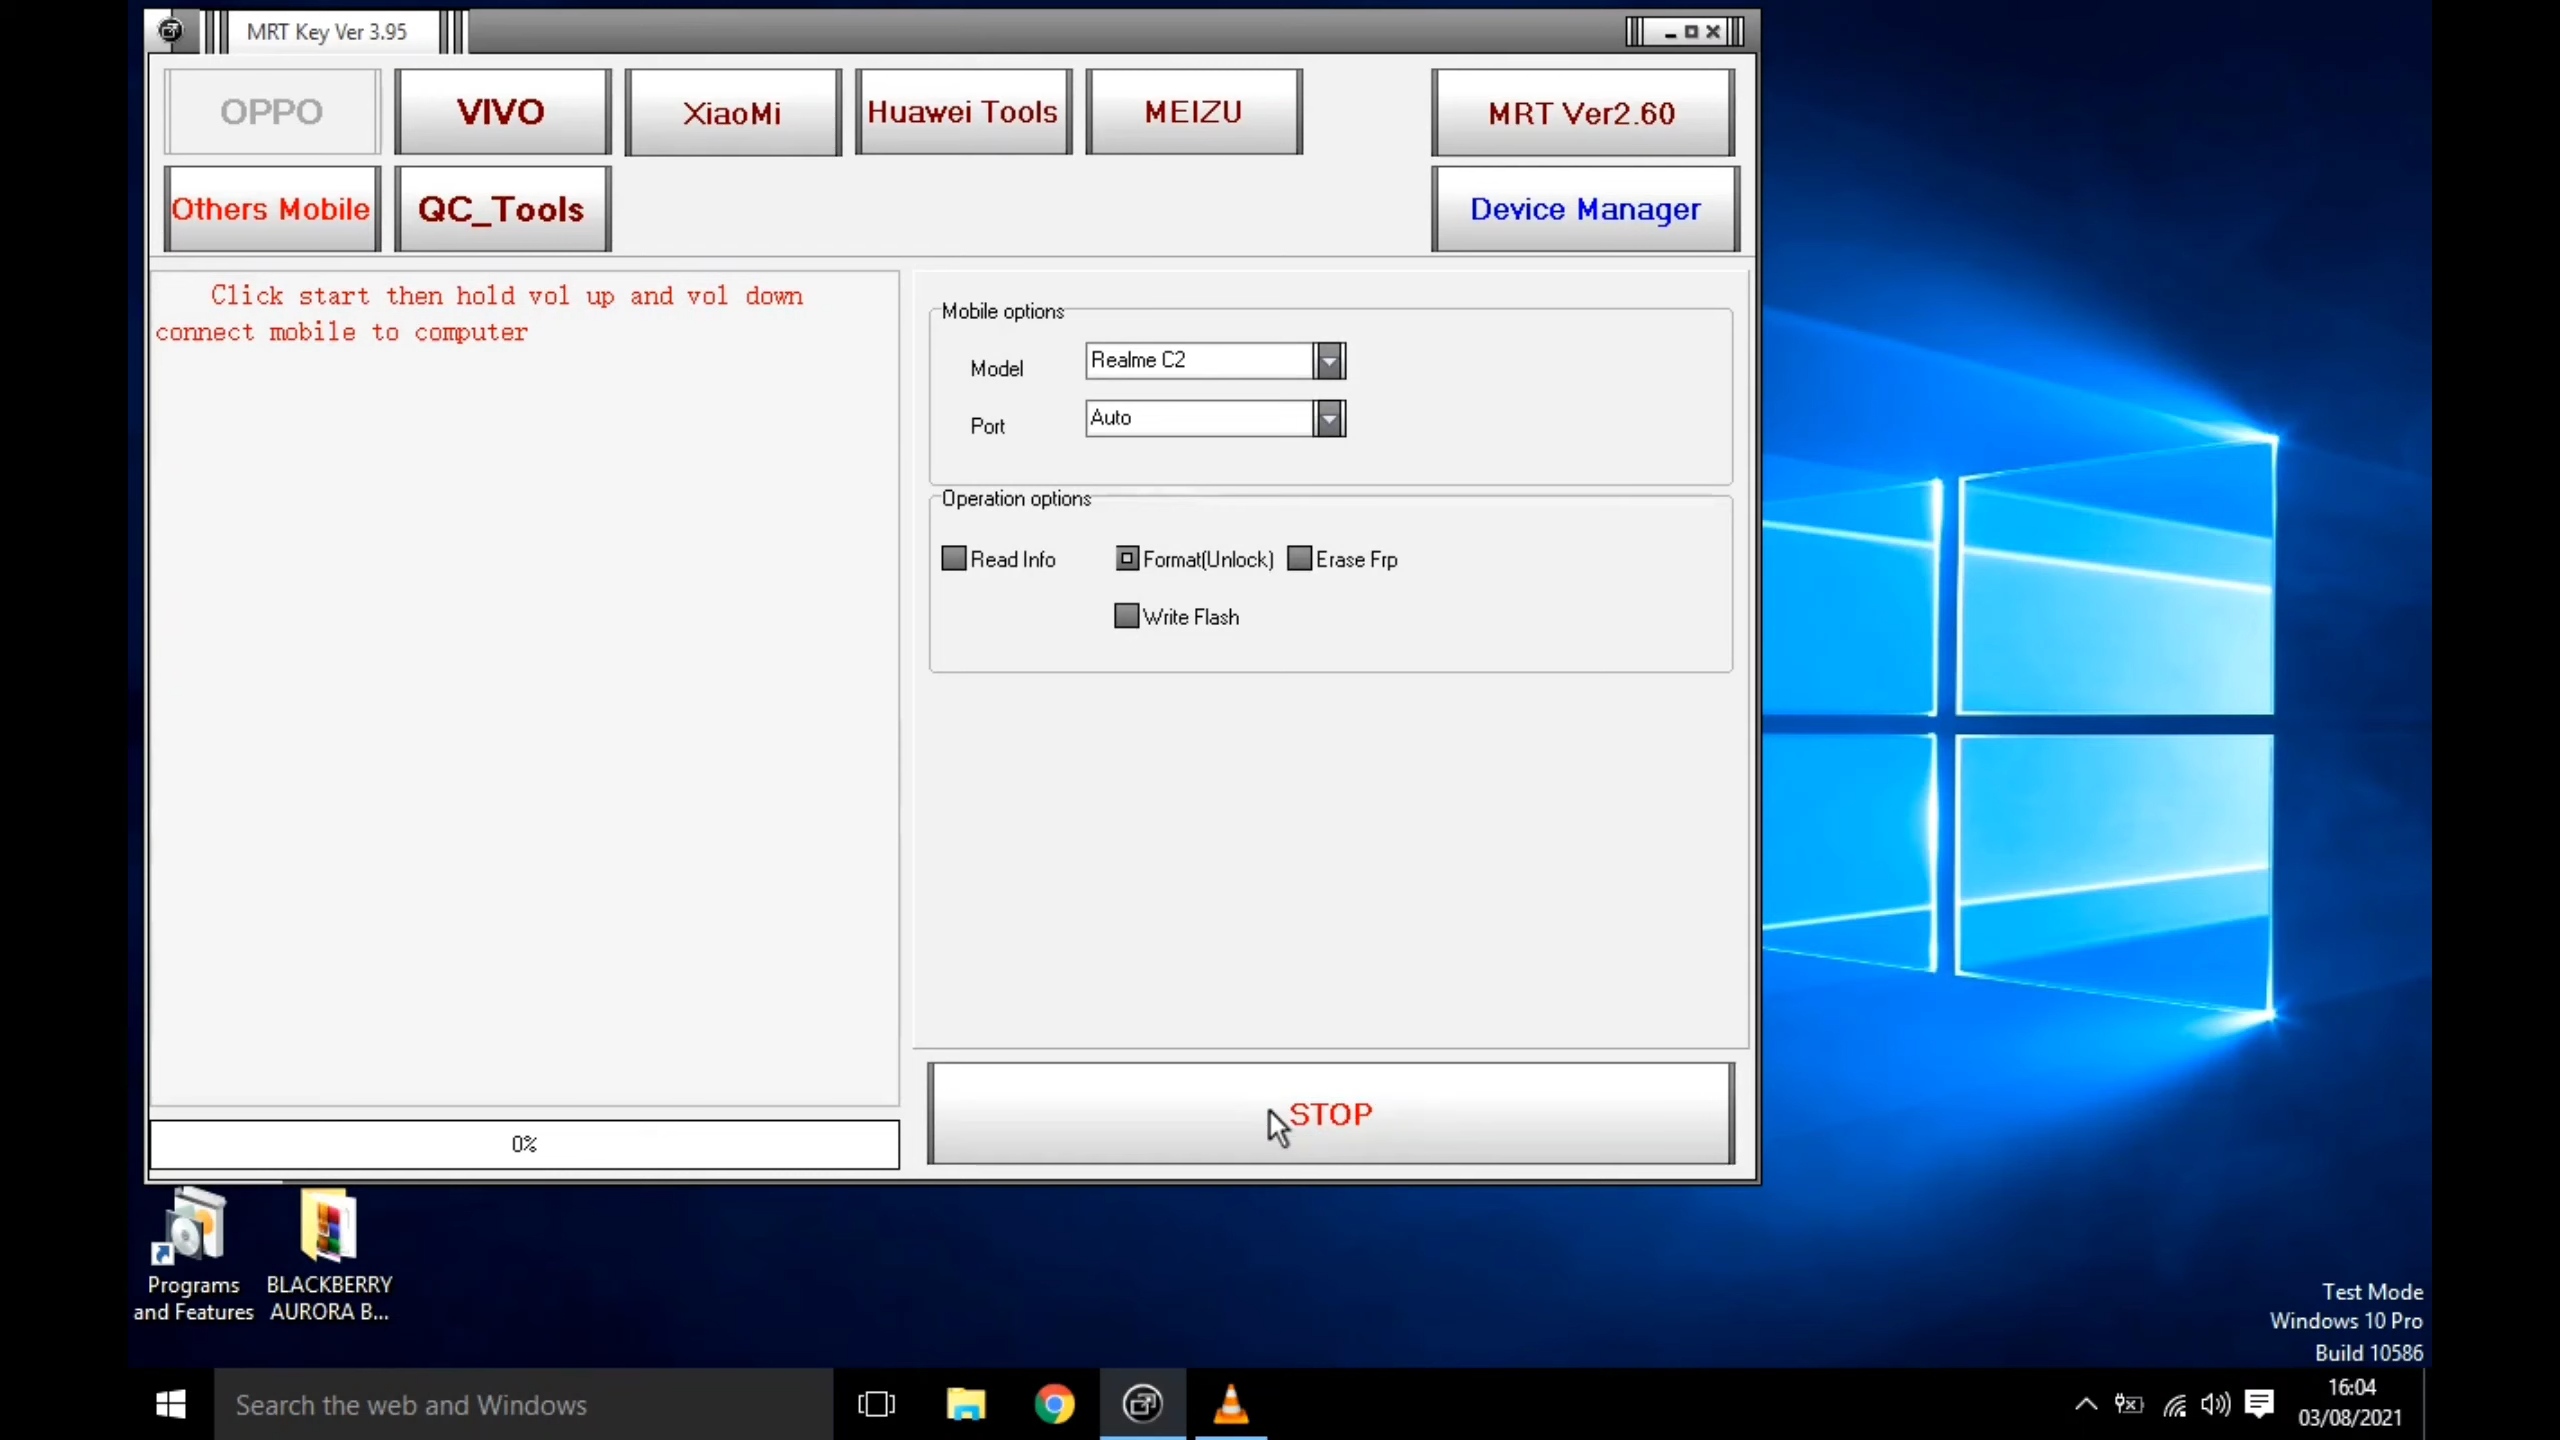 MRT Key Ver 3.95
OPPO
VIVO
XiaoMi
Huawei Tools
MEIZU
MRT Ver2.60
Others Mobile
QC_Tools
Device Manager
Click start then hold vol up and vol down
connect mobile to computer
Mobile options
Model
Realme C2
Port
Auto
Operation options
Read Info
Format(Unlock)
Erase Frp
Write Flash
STOP
0%
Programs
and Features
BLACKBERRY
AURORA B...
Test Mode
Windows 10 Pro
Build 10586
Search the web and Windows
16:04
03/08/2021